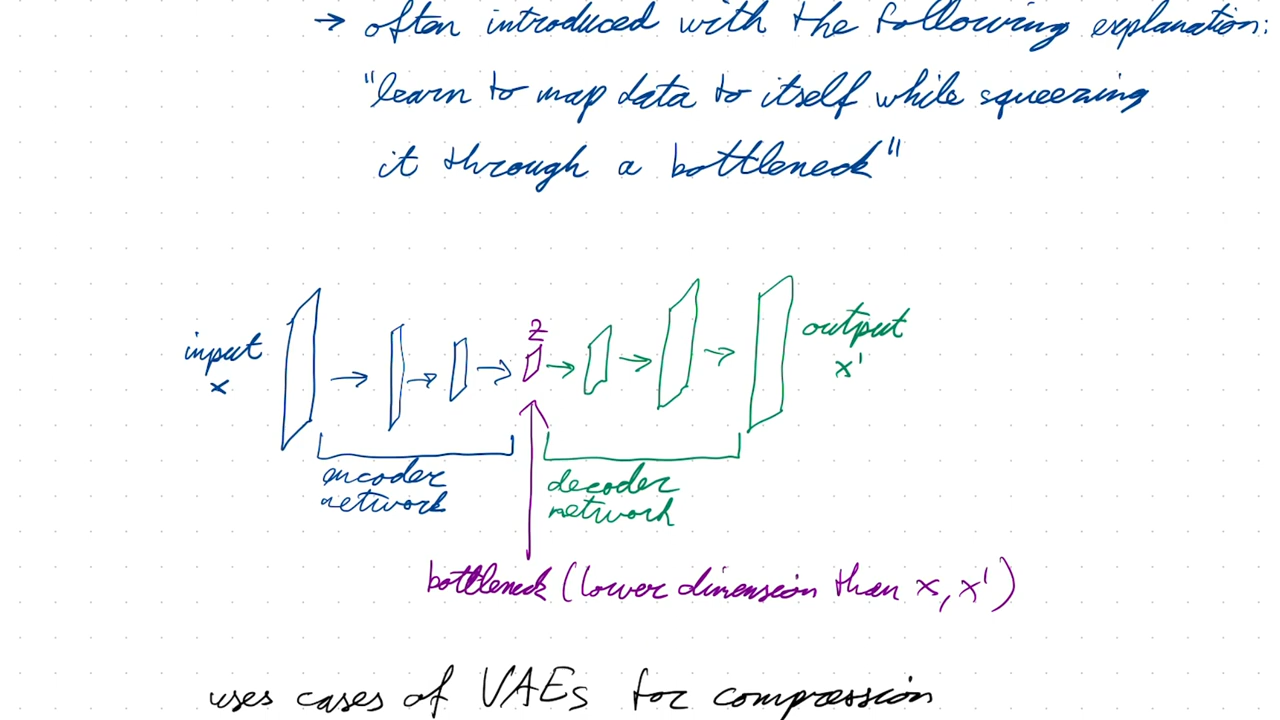 → often introduced with the following explanation:
"learn to map data to itself while squeezing
it through a bottleneck"
z
input
x
output
x'
encoder
network
decoder
network
bottleneck (lower dimension than x, x')
uses cases of VAEs for compression